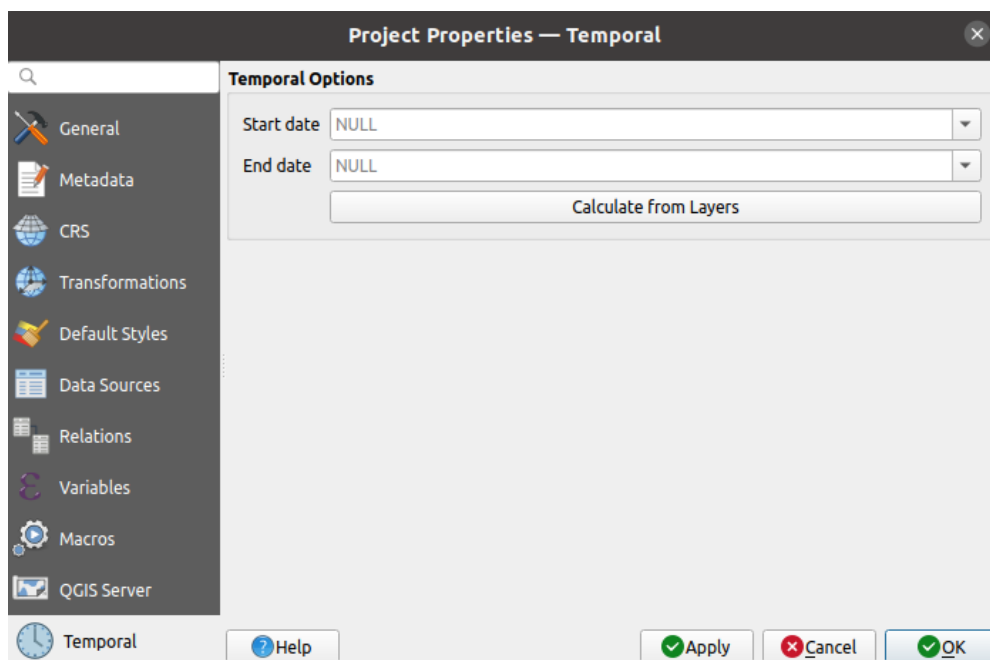 Project Properties — Temporal
Temporal Options
Start date NULL
End date NULL
Calculate from Layers
General
Metadata
CRS
Transformations
Default Styles
Data Sources
Relations
Variables
Macros
QGIS Server
Temporal
Help
Apply
Cancel
OK